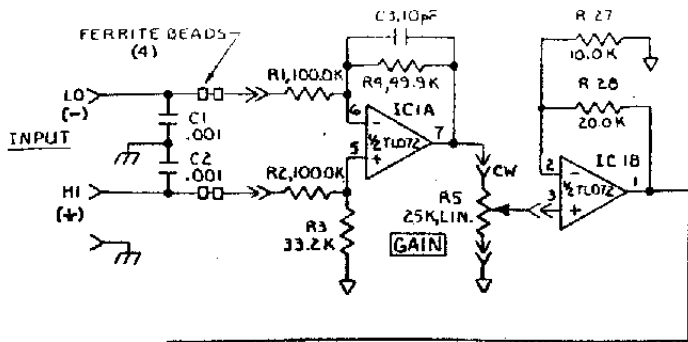 C3,10pF
R 27
FERRITE BEADS
(4)
10.0K
R1,100.0K
R4,49.9K
R 28
LO
(-)
IC1A
20.0K
6
C1
.001
-
7
INPUT
½
TL072
IC 1B
5
+
CW
2
-
C2
.001
R2,100.0K
½
TL072
1
HI
(+)
R5
25K,LIN.
3
+
R3
33.2K
GAIN